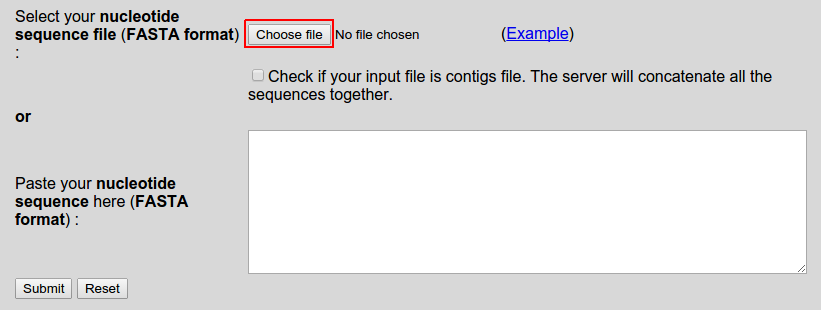 Select your nucleotide
sequence file (FASTA format) Choose file No file chosen (Example)
:
Check if your input file is contigs file. The server will concatenate all the
sequences together.
or
Paste your nucleotide
sequence here (FASTA
format) :
Submit Reset